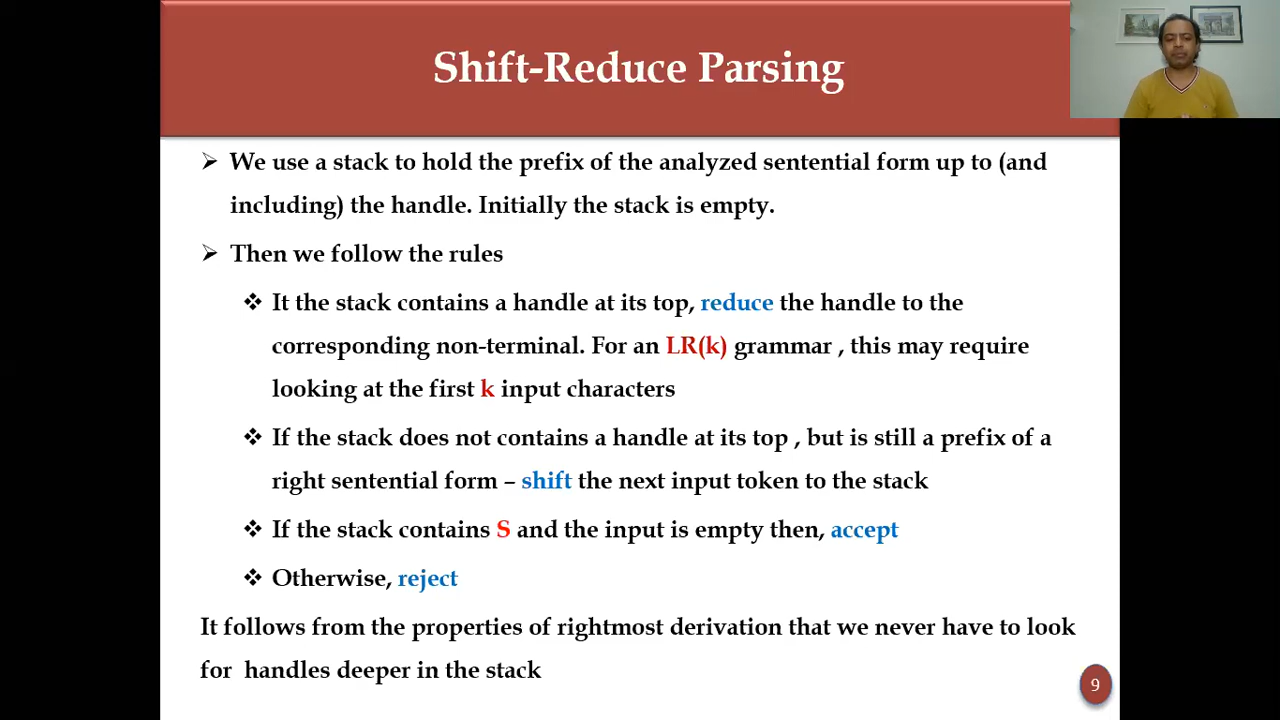 Shift-Reduce Parsing
➢ We use a stack to hold the prefix of the analyzed sentential form up to (and
including) the handle. Initially the stack is empty.
➢ Then we follow the rules
❖ It the stack contains a handle at its top, reduce the handle to the
corresponding non-terminal. For an LR(k) grammar , this may require
looking at the first k input characters
❖ If the stack does not contains a handle at its top , but is still a prefix of a
right sentential form – shift the next input token to the stack
❖ If the stack contains S and the input is empty then, accept
❖ Otherwise, reject
It follows from the properties of rightmost derivation that we never have to look
for handles deeper in the stack
9